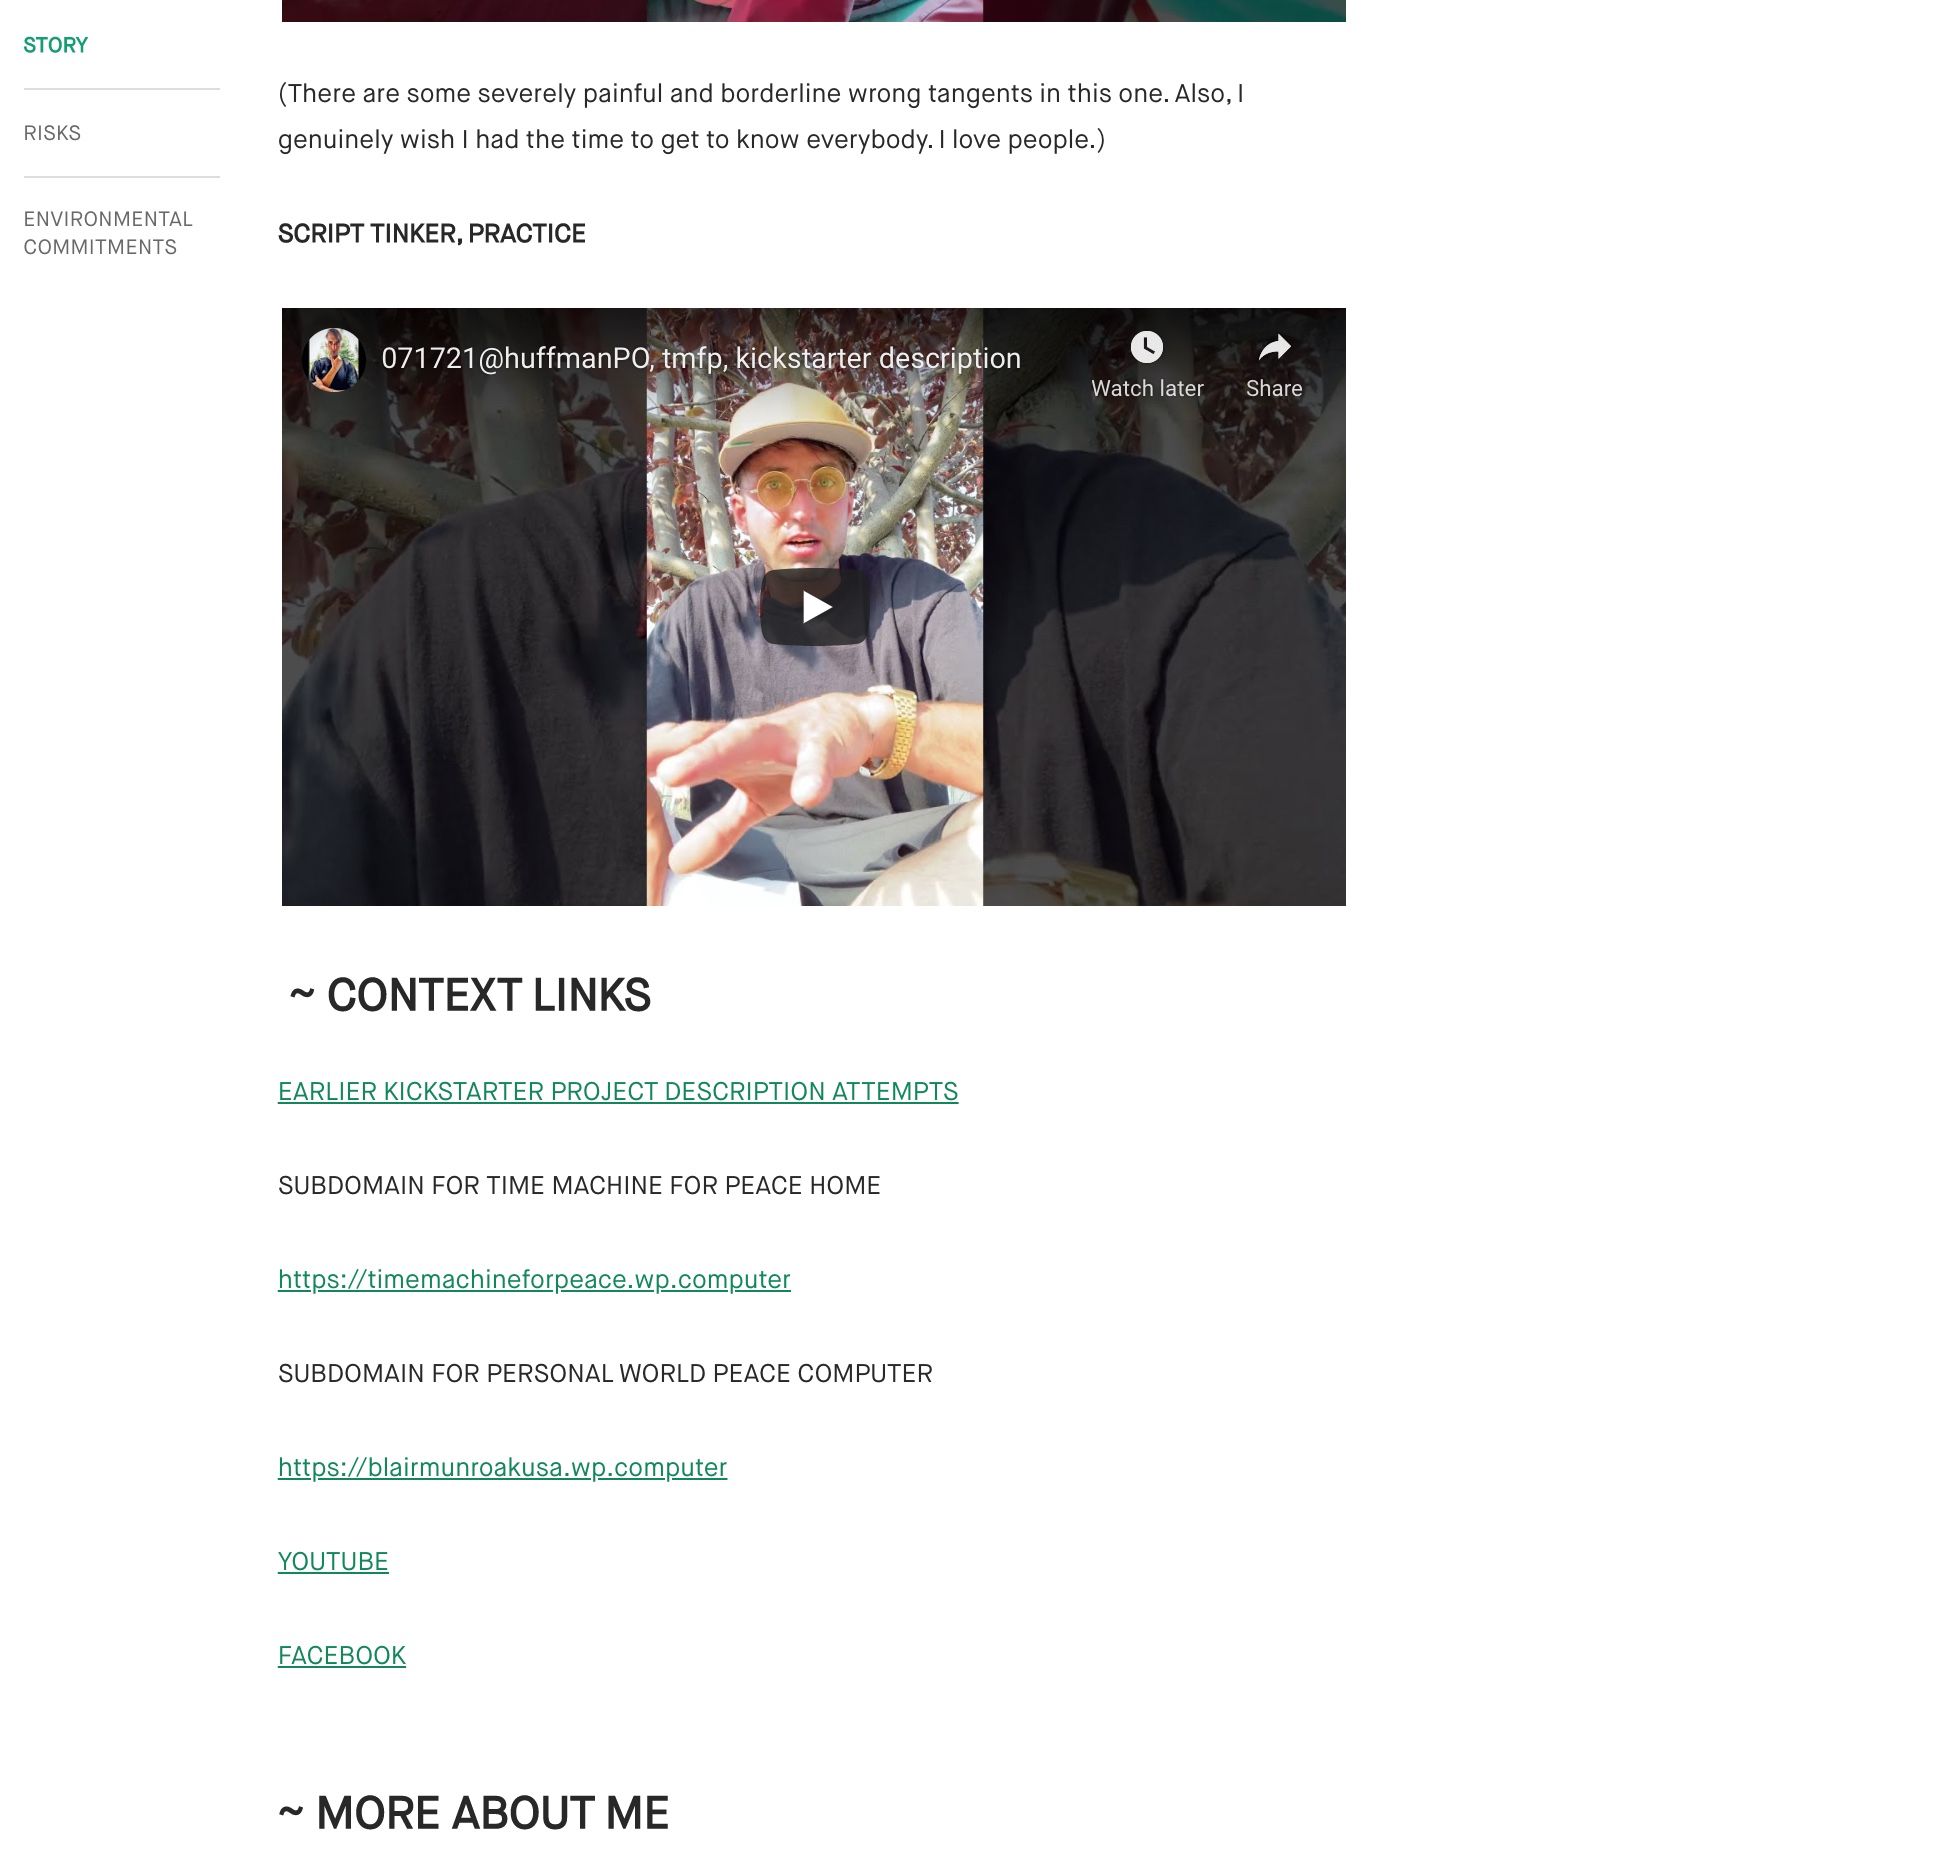 STORY
RISKS
ENVIRONMENTAL
COMMITMENTS
(There are some severely painful and borderline wrong tangents in this one. Also, I
genuinely wish I had the time to get to know everybody. I love people.)
SCRIPT TINKER, PRACTICE
071721@huffmanPO, tmfp, kickstarter description
Watch later
Share
~ CONTEXT LINKS
EARLIER KICKSTARTER PROJECT DESCRIPTION ATTEMPTS
SUBDOMAIN FOR TIME MACHINE FOR PEACE HOME
https://timemachineforpeace.wp.computer
SUBDOMAIN FOR PERSONAL WORLD PEACE COMPUTER
https://blairmunroakusa.wp.computer
YOUTUBE
FACEBOOK
~ MORE ABOUT ME